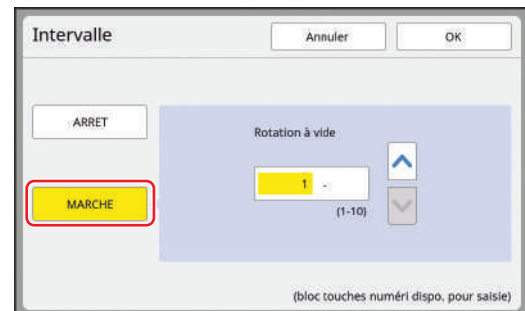 Intervalle
Annuler
OK
ARRET
Rotation à vide
1 -
MARCHE
(1-10)
(bloc touches numéri dispo. pour saisie)